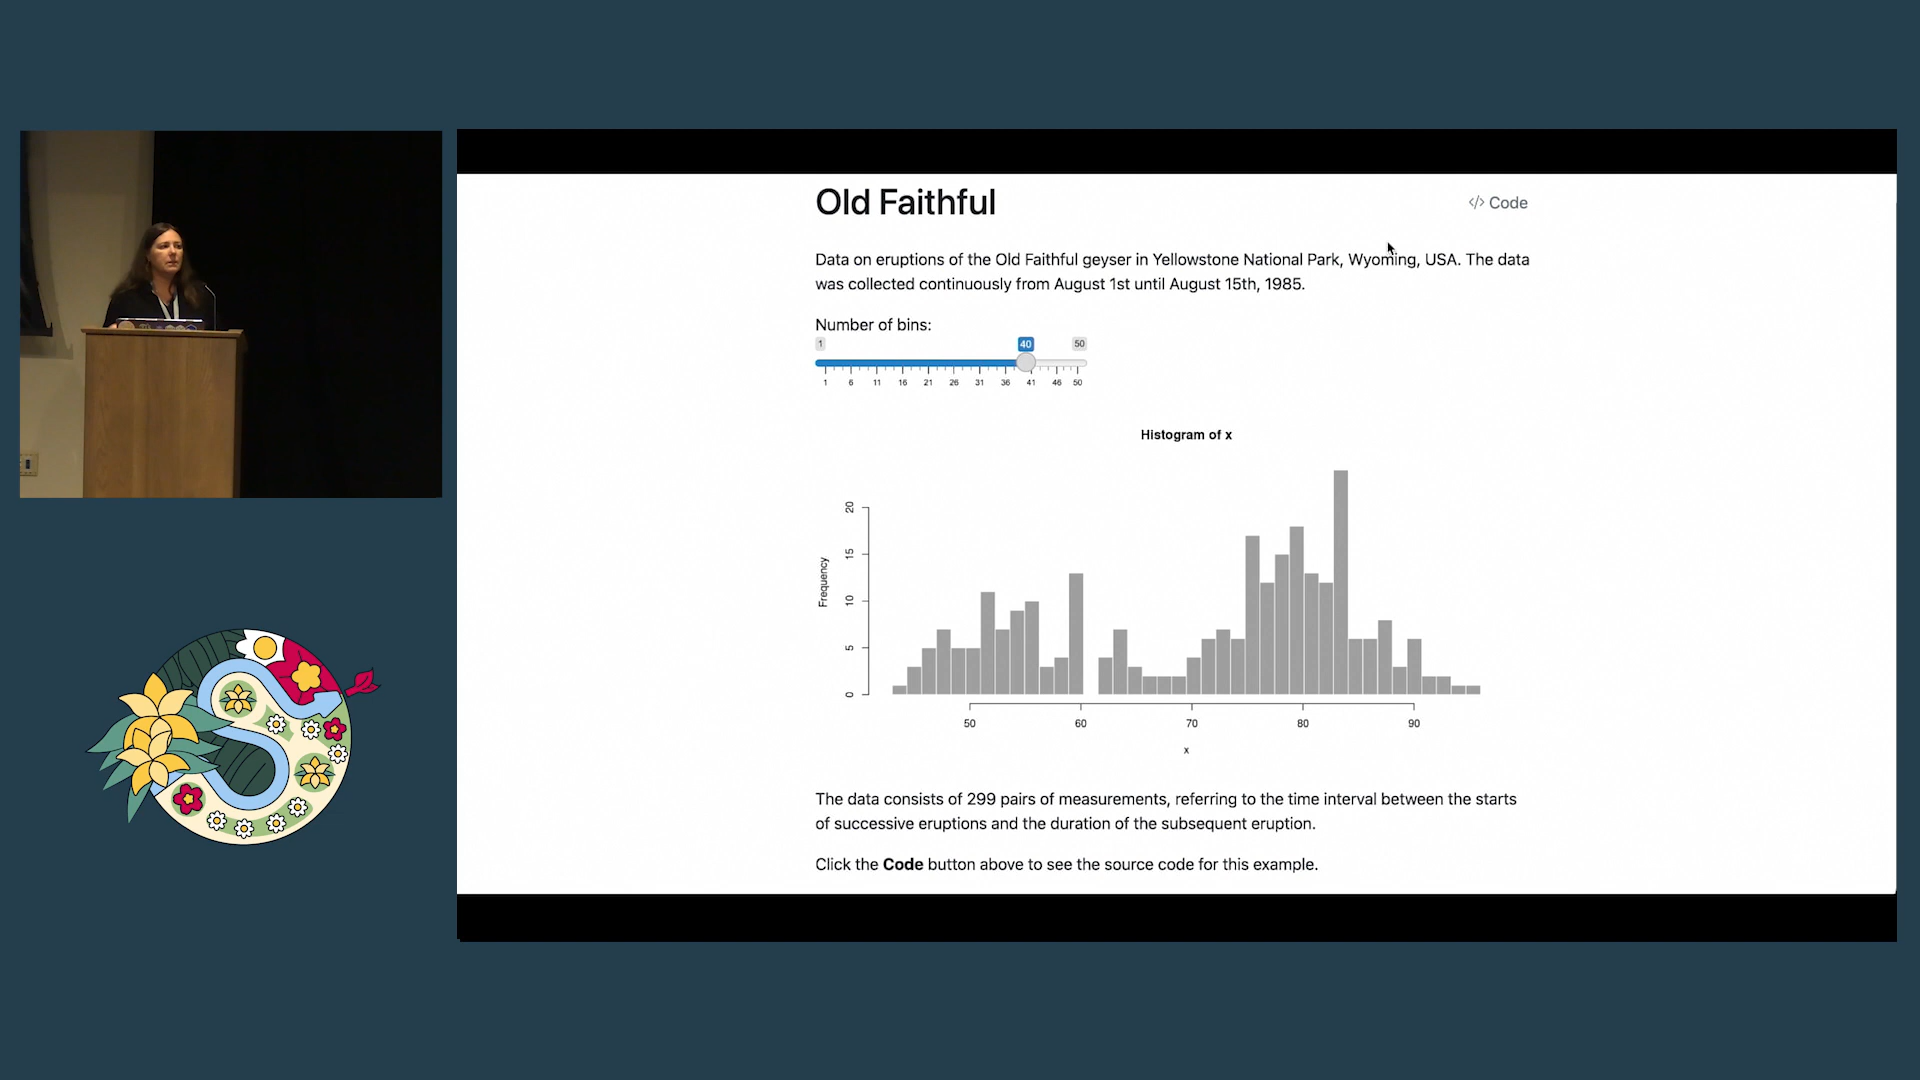 Old Faithful
</> Code
Data on eruptions of the Old Faithful geyser in Yellowstone National Park, Wyoming, USA. The data
was collected continuously from August 1st until August 15th, 1985.
Number of bins:
1 40 50
1 6 11 16 21 26 31 36 41 46 50
Histogram of x
Frequency
20
15
10
5
0
50 60 70 80 90
x
The data consists of 299 pairs of measurements, referring to the time interval between the starts
of successive eruptions and the duration of the subsequent eruption.
Click the Code button above to see the source code for this example.